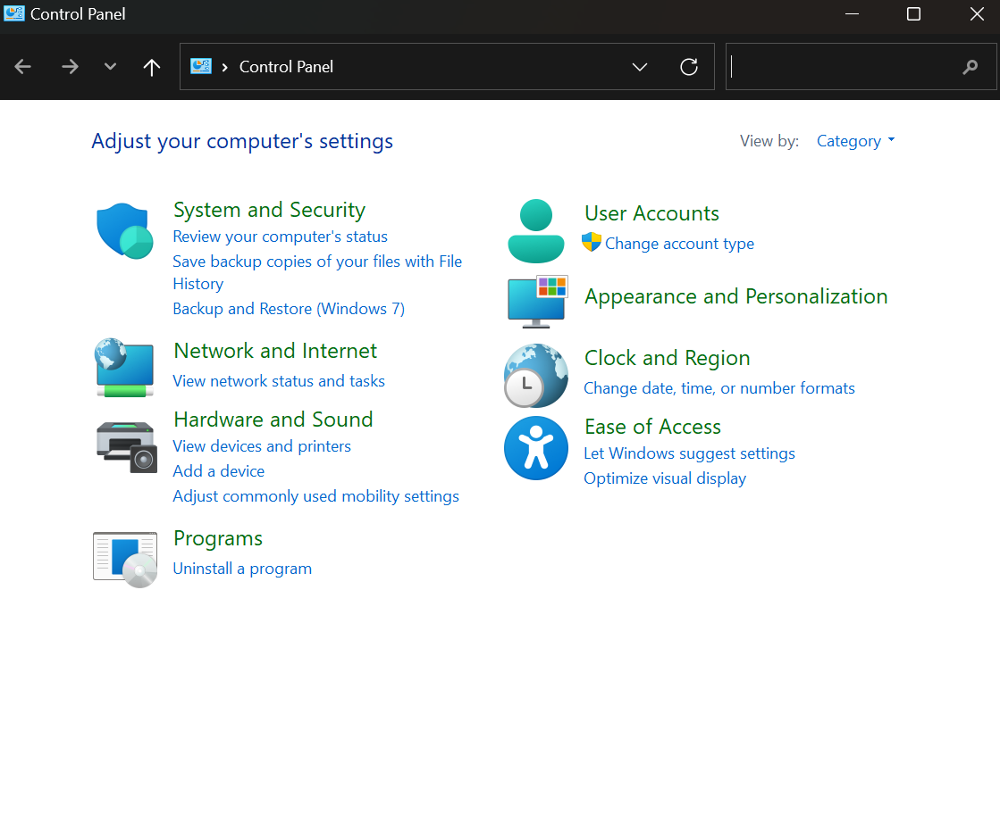 Control Panel
Control Panel
Adjust your computer's settings
View by: Category
System and Security
Review your computer's status
Save backup copies of your files with File
History
Backup and Restore (Windows 7)
Network and Internet
View network status and tasks
Hardware and Sound
View devices and printers
Add a device
Adjust commonly used mobility settings
Programs
Uninstall a program
User Accounts
Change account type
Appearance and Personalization
Clock and Region
Change date, time, or number formats
Ease of Access
Let Windows suggest settings
Optimize visual display